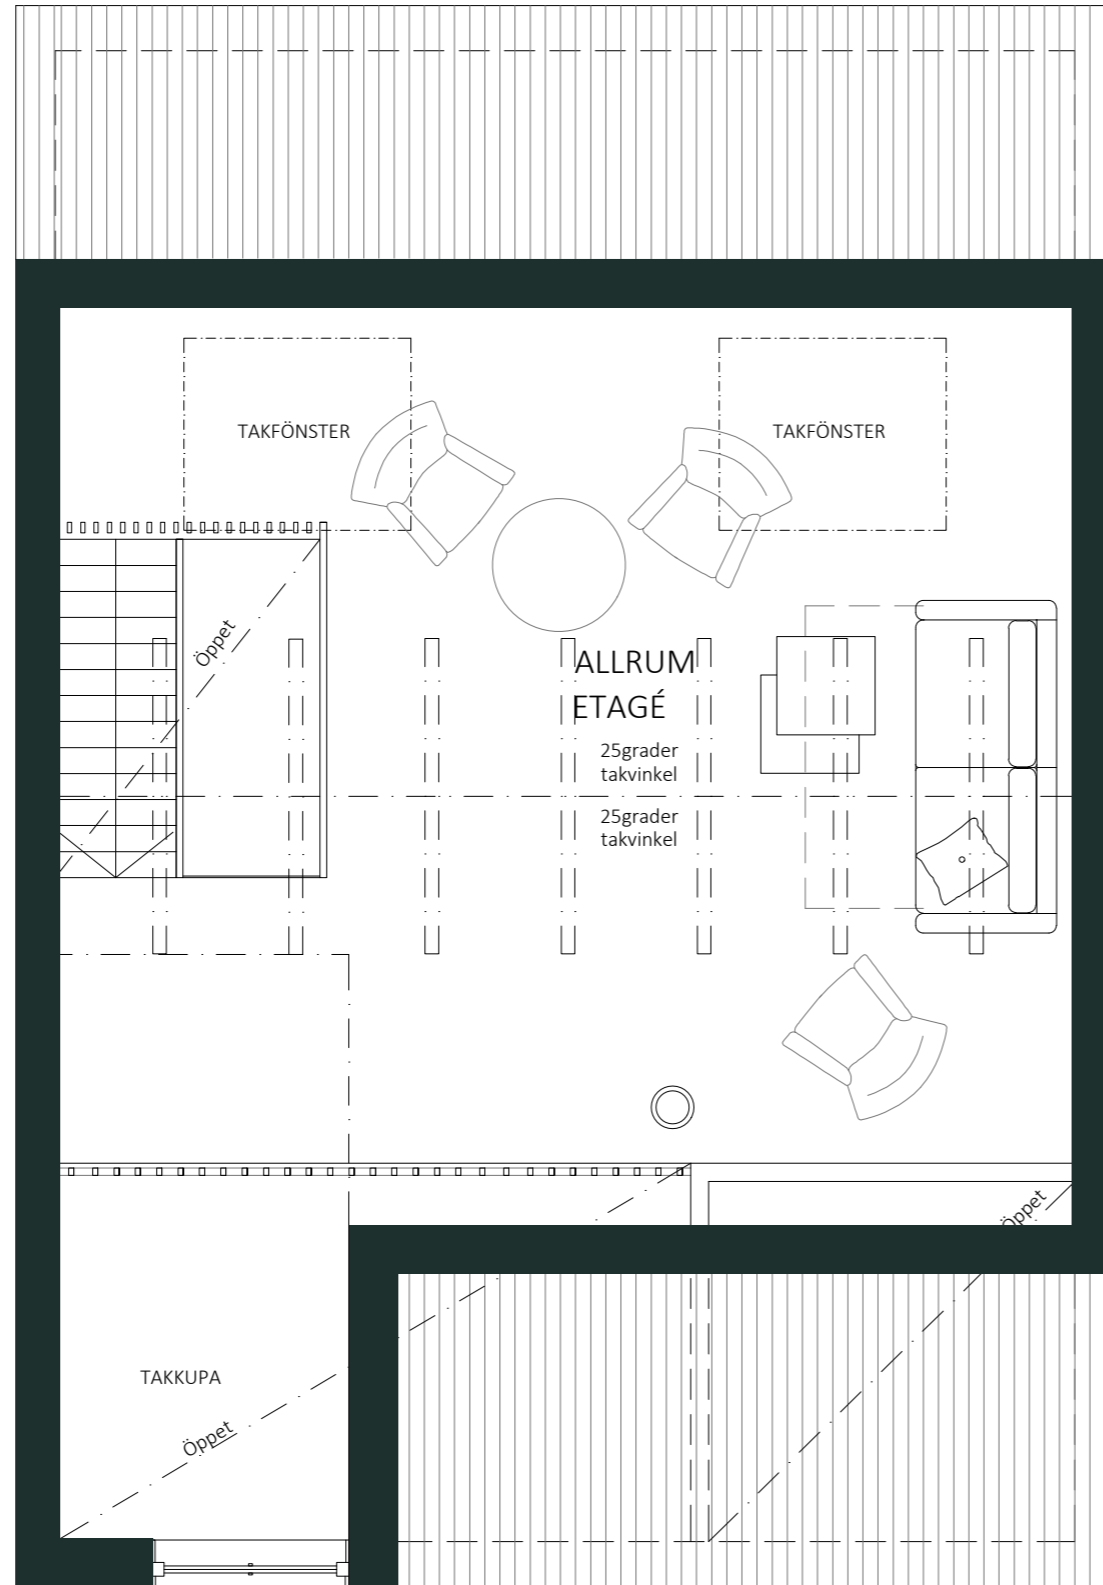 TAKFÖNSTER
TAKFÖNSTER
Öppet
ALLRUM
ETAGÉ
25grader
takvinkel
25grader
takvinkel
Öppet
TAKKUPA
Öppet